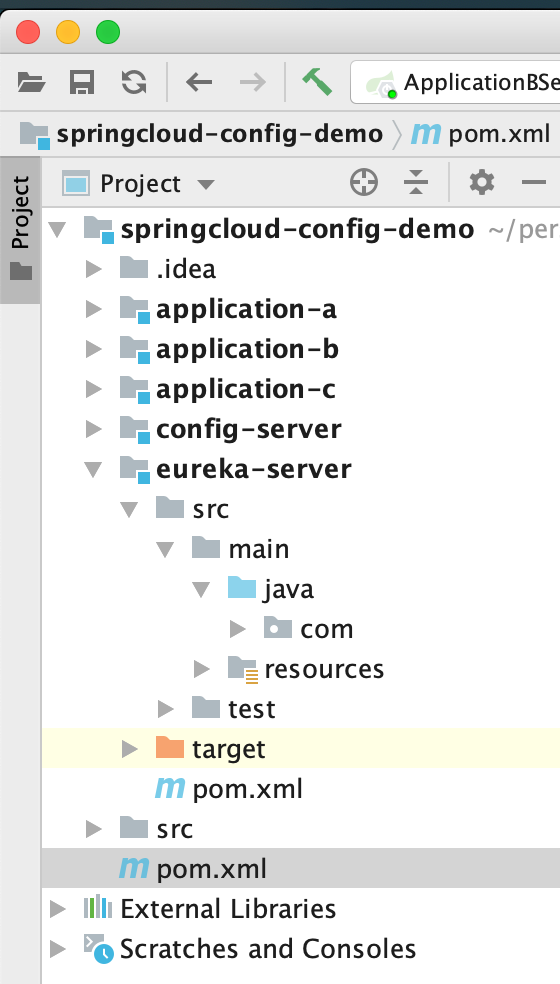 ApplicationBSe
springcloud-config-demo pom.xml
Project
Project
springcloud-config-demo ~/per
.idea
application-a
application-b
application-c
config-server
eureka-server
src
main
java
com
resources
test
target
pom.xml
src
pom.xml
External Libraries
Scratches and Consoles